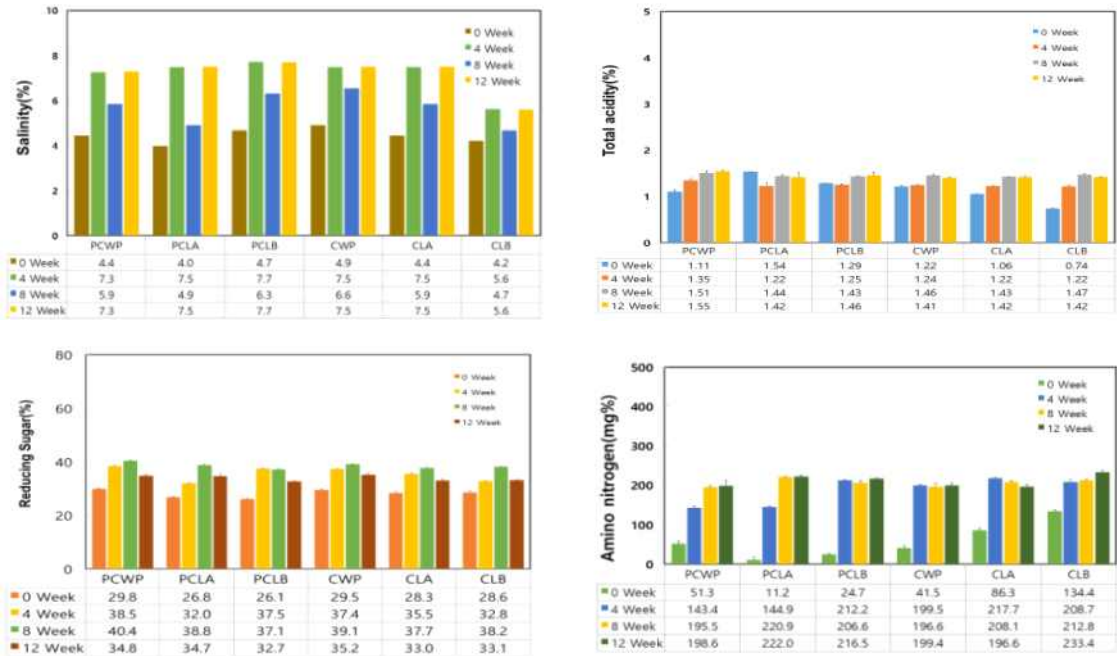 Salinity(%)
10
8
6
4
2
0
0 Week
4 Week
8 Week
12 Week
PCWP PCLA PCLB CWP CLA CLB
0 Week 4.4 4.0 4.7 4.9 4.4 4.2
4 Week 7.3 7.5 7.7 7.5 7.5 5.6
8 Week 5.9 4.9 6.3 6.6 5.9 4.7
12 Week 7.3 7.5 7.7 7.5 7.5 5.6
Total acidity(%)
5
4
3
2
1
0
0 Week
4 Week
8 Week
12 Week
PCWP PCLA PCLB CWP CLA CLB
0 Week 1.11 1.54 1.29 1.22 1.06 0.74
4 Week 1.35 1.22 1.25 1.24 1.22 1.22
8 Week 1.51 1.44 1.43 1.46 1.43 1.47
12 Week 1.55 1.42 1.46 1.41 1.42 1.42
Reducing Sugar(%)
80
60
40
20
0
0 Week
4 Week
8 Week
12 Week
PCWP PCLA PCLB CWP CLA CLB
0 Week 29.8 26.8 26.1 29.5 28.3 28.6
4 Week 38.5 32.0 37.5 37.4 35.5 32.8
8 Week 40.4 38.8 37.1 39.1 37.7 38.2
12 Week 34.8 34.7 32.7 35.2 33.0 33.1
Amino nitrogen(mg%)
500
400
300
200
100
0
0 Week
4 Week
8 Week
12 Week
PCWP PCLA PCLB CWP CLA CLB
0 Week 51.3 11.2 24.7 41.5 86.3 134.4
4 Week 143.4 144.9 212.2 199.5 217.7 208.7
8 Week 195.5 220.9 206.6 196.6 208.1 212.8
12 Week 198.6 222.0 216.5 199.4 196.6 233.4